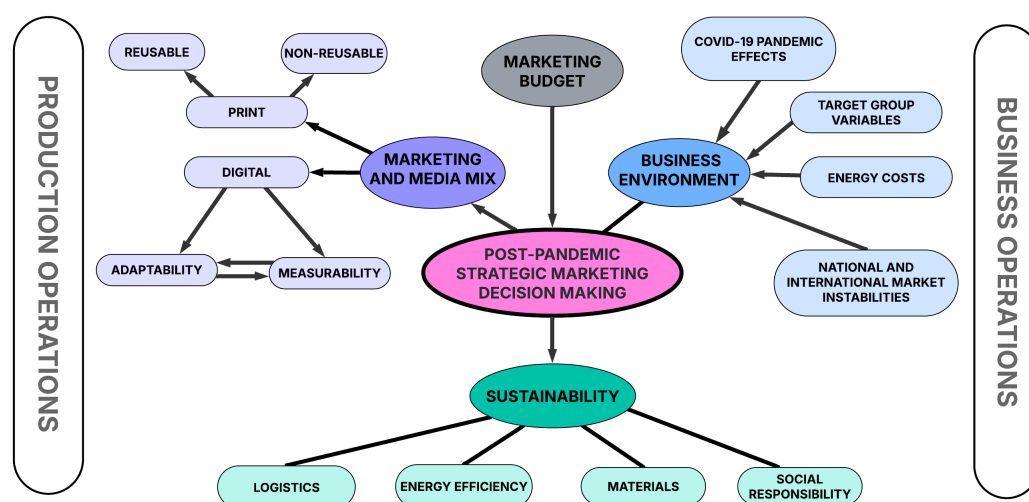 PRODUCTION OPERATIONS
REUSABLE
NON-REUSABLE
PRINT
DIGITAL
ADAPTABILITY
MEASURABILITY
MARKETING
AND MEDIA MIX
MARKETING
BUDGET
COVID-19 PANDEMIC
EFFECTS
TARGET GROUP
VARIABLES
BUSINESS
ENVIRONMENT
ENERGY COSTS
NATIONAL AND
INTERNATIONAL MARKET
INSTABILITIES
POST-PANDEMIC
STRATEGIC MARKETING
DECISION MAKING
SUSTAINABILITY
LOGISTICS
ENERGY EFFICIENCY
MATERIALS
SOCIAL
RESPONSIBILITY
BUSINESS OPERATIONS